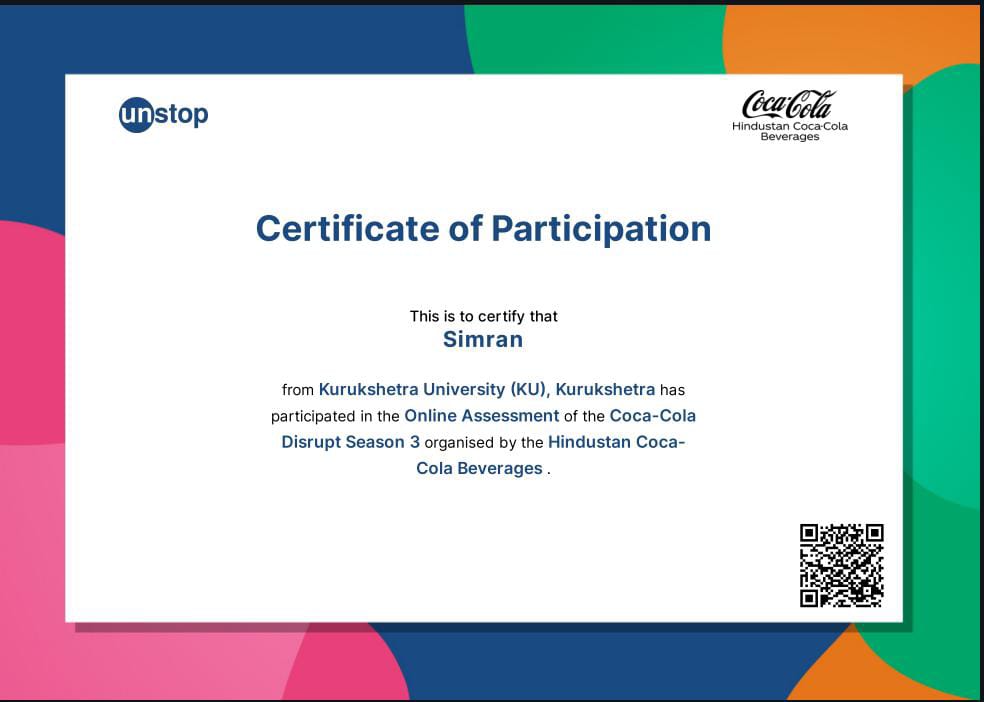 unstop
Coca-Cola
Hindustan Coca-Cola
Beverages
Certificate of Participation
This is to certify that
Simran
from Kurukshetra University (KU), Kurukshetra has
participated in the Online Assessment of the Coca-Cola
Disrupt Season 3 organised by the Hindustan Coca-
Cola Beverages .